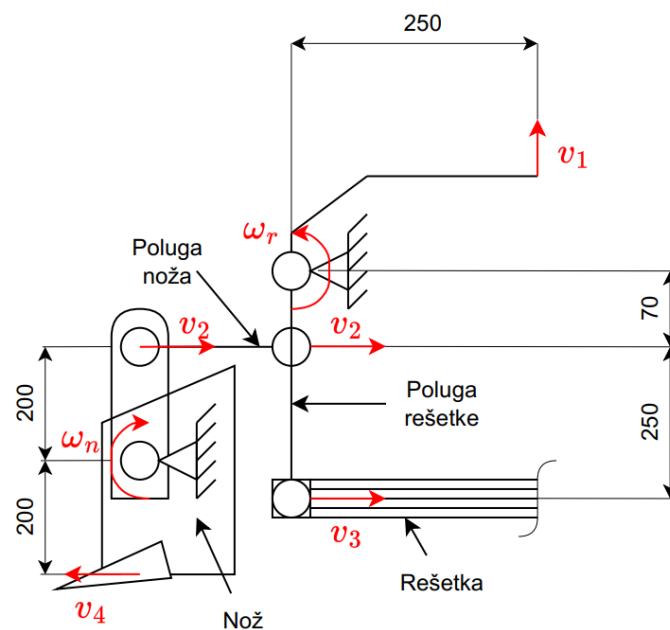 250
v₁
ωᵣ
Poluga
noža
v₂
v₂
70
200
Poluga
rešetke
250
ωₙ
200
v₃
Rešetka
v₄
Nož